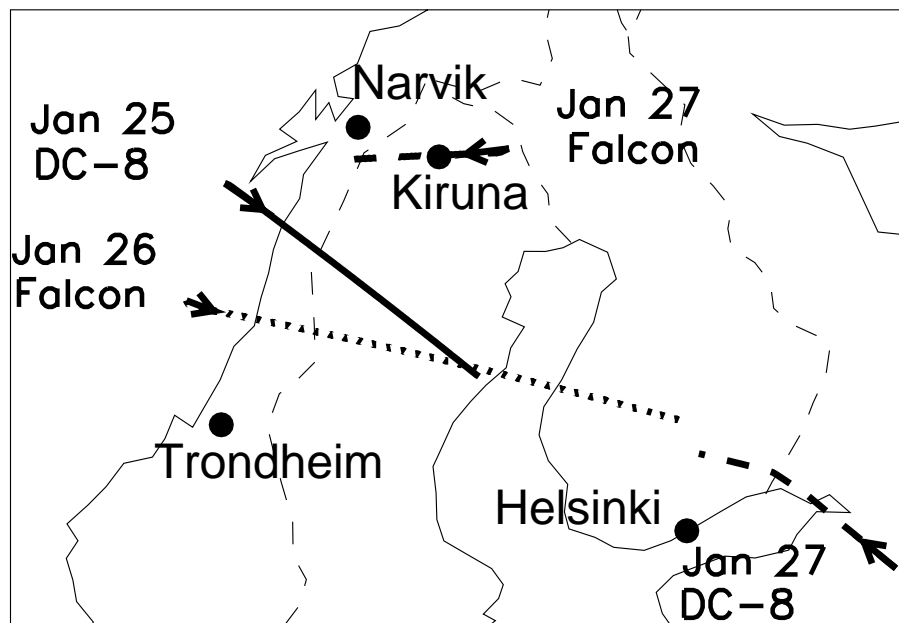 Narvik
Jan 25
DC-8
Jan 27
Falcon
Kiruna
Jan 26
Falcon
Trondheim
Helsinki
Jan 27
DC-8